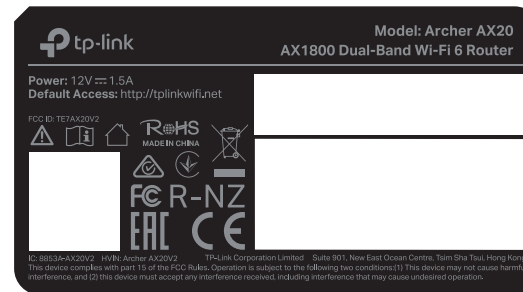 tp-link
Model: Archer AX20
AX1800 Dual-Band Wi-Fi 6 Router
Power: 12V⎓1.5A
Default Access: http://tplinkwifi.net
FCC ID: TE7AX20V2
RoHS
MADE IN CHINA
FC R-NZ
EAC CE
IC: 8853A-AX20V2 HVIN: Archer AX20V2 TP-Link Corporation Limited Suite 901, New East Ocean Centre, Tsim Sha Tsui, Hong Kong
This device complies with part 15 of the FCC Rules. Operation is subject to the following two conditions:(1) This device may not cause harmful
interference, and (2) this device must accept any interference received, including interference that may cause undesired operation.